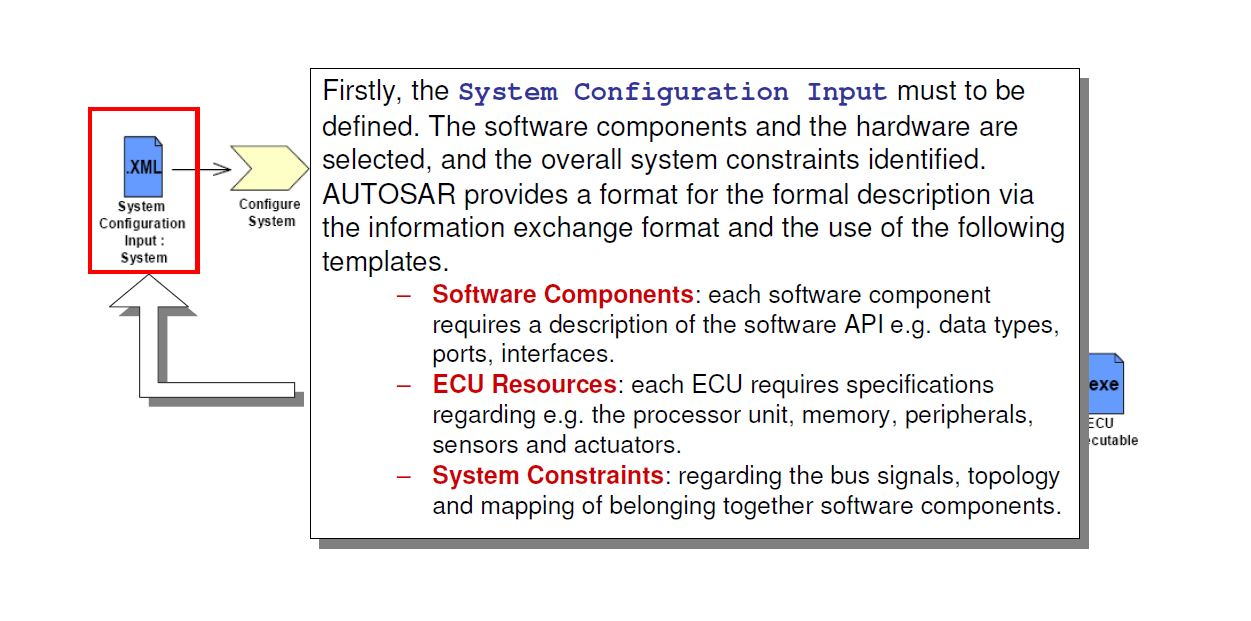 Firstly, the System Configuration Input must to be
defined. The software components and the hardware are
selected, and the overall system constraints identified.
AUTOSAR provides a format for the formal description via
the information exchange format and the use of the following
templates.
– Software Components: each software component
requires a description of the software API e.g. data types,
ports, interfaces.
– ECU Resources: each ECU requires specifications
regarding e.g. the processor unit, memory, peripherals,
sensors and actuators.
– System Constraints: regarding the bus signals, topology
and mapping of belonging together software components.
.XML
System
Configuration
Input :
System
Configure
System
exe
ECU
cutable